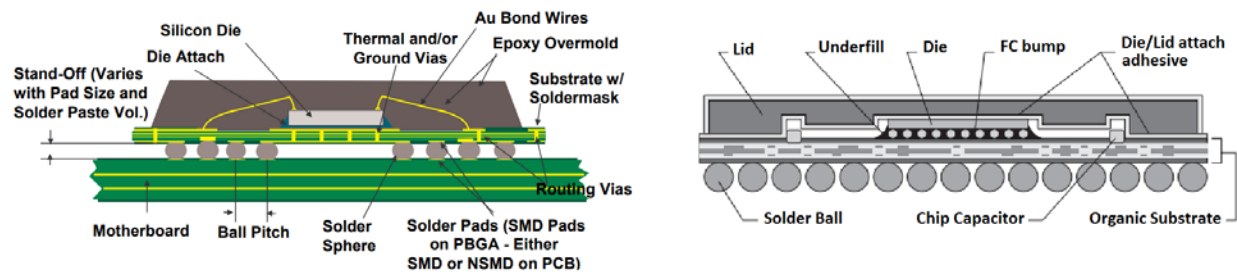 Au Bond Wires
Silicon Die
Thermal and/or
Ground Vias
Epoxy Overmold
Die Attach
Stand-Off (Varies
with Pad Size and
Solder Paste Vol.)
Substrate w/
Soldermask
Routing Vias
Motherboard
Ball Pitch
Solder
Sphere
Solder Pads (SMD Pads
on PBGA - Either
SMD or NSMD on PCB)
Lid
Underfill
Die
FC bump
Die/Lid attach
adhesive
Solder Ball
Chip Capacitor
Organic Substrate